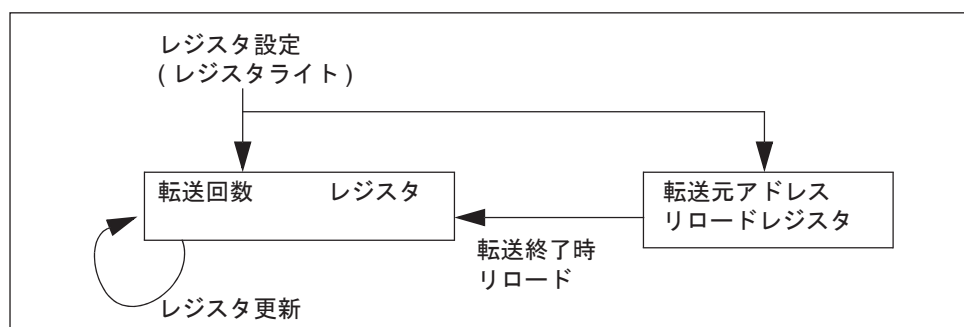 レジスタ設定
( レジスタライト )
転送回数 レジスタ
転送元アドレス
リロードレジスタ
転送終了時
リロード
レジスタ更新